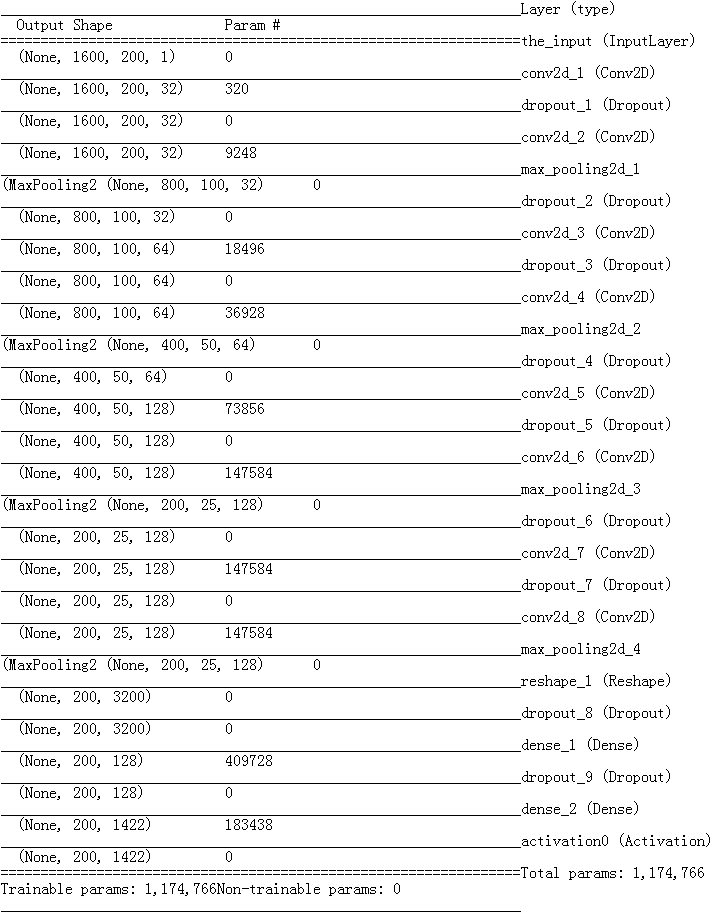 _________________________________________________________________Layer (type)
Output Shape Param #
=================================================================the_input (InputLayer)
(None, 1600, 200, 1) 0
_________________________________________________________________conv2d_1 (Conv2D)
(None, 1600, 200, 32) 320
_________________________________________________________________dropout_1 (Dropout)
(None, 1600, 200, 32) 0
_________________________________________________________________conv2d_2 (Conv2D)
(None, 1600, 200, 32) 9248
_________________________________________________________________max_pooling2d_1
(MaxPooling2 (None, 800, 100, 32) 0
_________________________________________________________________dropout_2 (Dropout)
(None, 800, 100, 32) 0
_________________________________________________________________conv2d_3 (Conv2D)
(None, 800, 100, 64) 18496
_________________________________________________________________dropout_3 (Dropout)
(None, 800, 100, 64) 0
_________________________________________________________________conv2d_4 (Conv2D)
(None, 800, 100, 64) 36928
_________________________________________________________________max_pooling2d_2
(MaxPooling2 (None, 400, 50, 64) 0
_________________________________________________________________dropout_4 (Dropout)
(None, 400, 50, 64) 0
_________________________________________________________________conv2d_5 (Conv2D)
(None, 400, 50, 128) 73856
_________________________________________________________________dropout_5 (Dropout)
(None, 400, 50, 128) 0
_________________________________________________________________conv2d_6 (Conv2D)
(None, 400, 50, 128) 147584
_________________________________________________________________max_pooling2d_3
(MaxPooling2 (None, 200, 25, 128) 0
_________________________________________________________________dropout_6 (Dropout)
(None, 200, 25, 128) 0
_________________________________________________________________conv2d_7 (Conv2D)
(None, 200, 25, 128) 147584
_________________________________________________________________dropout_7 (Dropout)
(None, 200, 25, 128) 0
_________________________________________________________________conv2d_8 (Conv2D)
(None, 200, 25, 128) 147584
_________________________________________________________________max_pooling2d_4
(MaxPooling2 (None, 200, 25, 128) 0
_________________________________________________________________reshape_1 (Reshape)
(None, 200, 3200) 0
_________________________________________________________________dropout_8 (Dropout)
(None, 200, 3200) 0
_________________________________________________________________dense_1 (Dense)
(None, 200, 128) 409728
_________________________________________________________________dropout_9 (Dropout)
(None, 200, 128) 0
_________________________________________________________________dense_2 (Dense)
(None, 200, 1422) 183438
_________________________________________________________________activation0 (Activation)
(None, 200, 1422) 0
=================================================================Total params: 1,174,766
Trainable params: 1,174,766Non-trainable params: 0
_________________________________________________________________